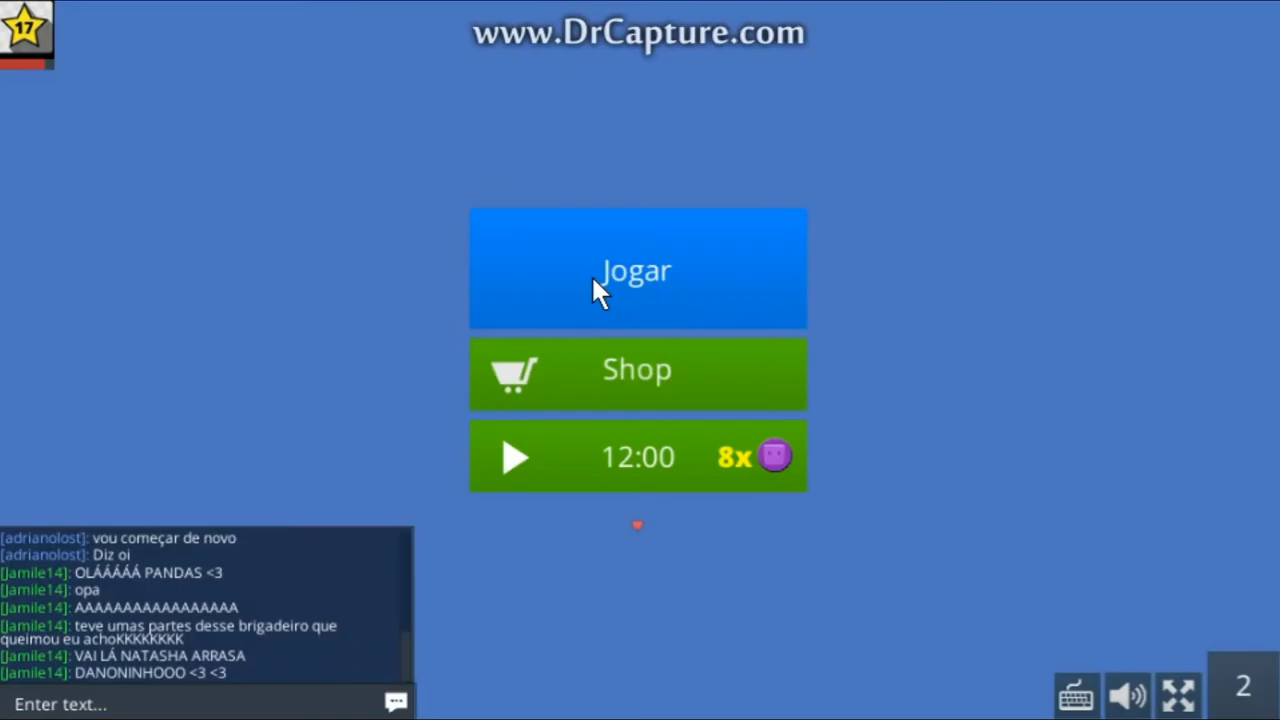 17
www.DrCapture.com
Jogar
Shop
12:00 8x
[adrianolost]: vou começar de novo
[adrianolost]: Diz oi
[Jamile14]: OLÁÁÁÁÁ PANDAS <3
[Jamile14]: opa
[Jamile14]: AAAAAAAAAAAAAAAAA
[Jamile14]: teve umas partes desse brigadeiro que
queimou eu achoKKKKKKKK
[Jamile14]: VAI LÁ NATASHA ARRASA
[Jamile14]: DANONINHOOO <3 <3
Enter text...
2